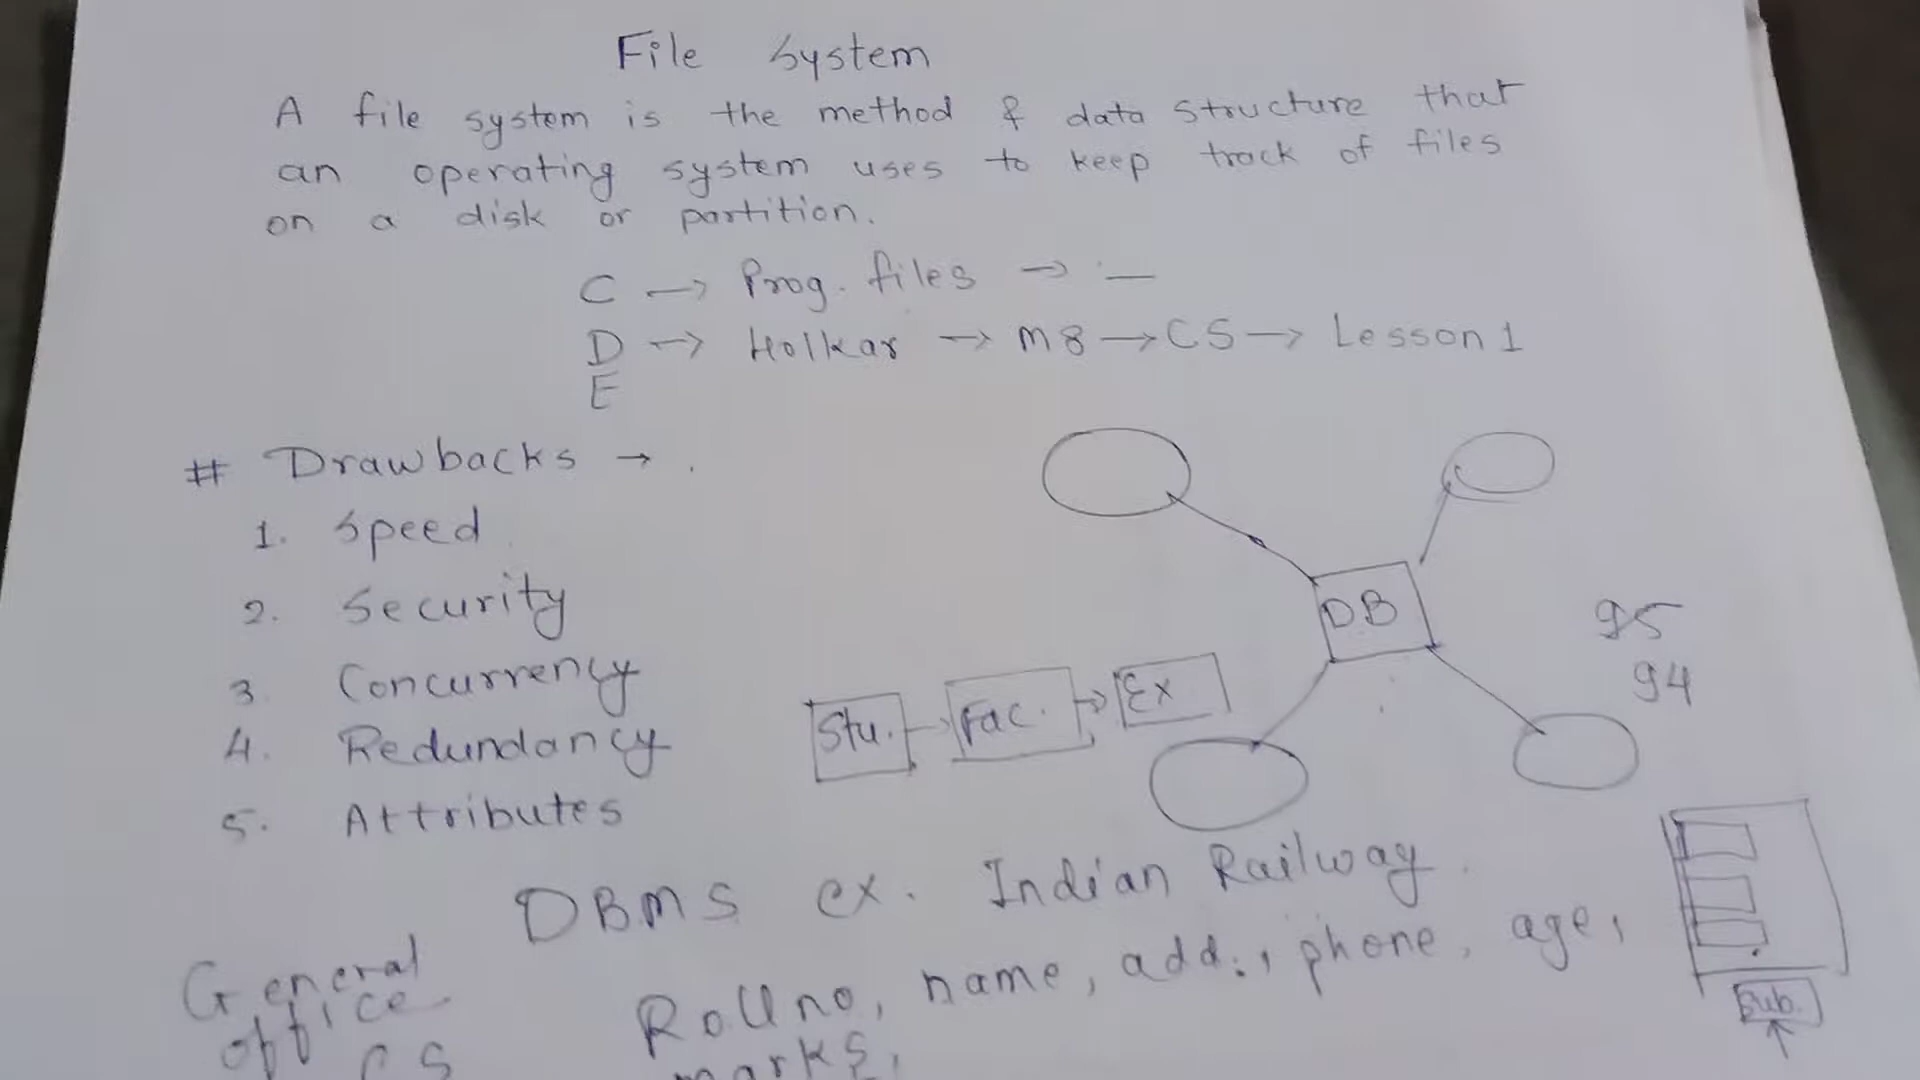 File System
A file system is the method & data structure that
an operating system uses to keep track of files
on a disk or partition.
C → Prog. files → —
D → Holkar → M8 → CS → Lesson 1
E
# Drawbacks →
1. Speed
2. Security
3. Concurrency
4. Redundancy
5. Attributes
DB
95
94
Stu. → Fac. → Ex
DBMS ex. Indian Railway
General
office
CS
Rollno, name, add., phone, age,
marks,
Sub.